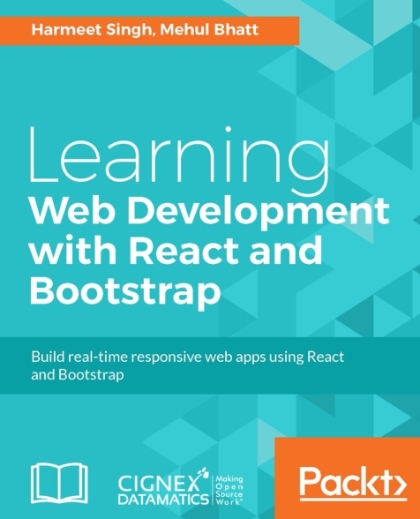 Harmeet Singh, Mehul Bhatt
Learning
Web Development
with React and
Bootstrap
Build real-time responsive web apps using React
and Bootstrap
CIGNEX
DATAMATICS
Making
Open
Source
Work
Packt>